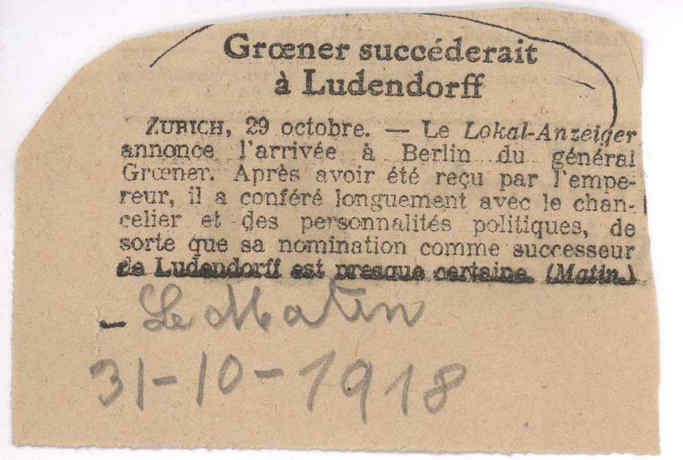 Grœner succéderait
à Ludendorff
ZURICH, 29 octobre. — Le Lokal-Anzeiger
annonce l'arrivée à Berlin du général
Grœner. Après avoir été reçu par l'empe-
reur, il a conféré longuement avec le chan-
celier et des personnalités politiques, de
sorte que sa nomination comme successeur
de Ludendorff est presque certaine. (Matin.)
- Le Matin
31-10-1918